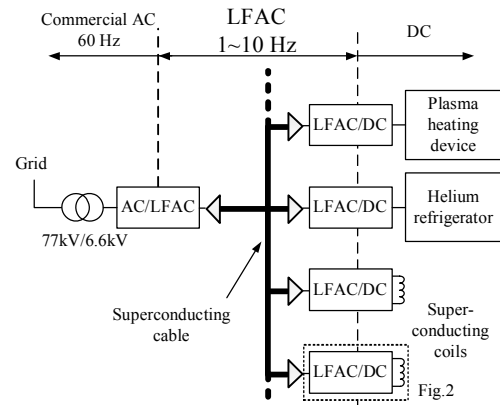 Commercial AC
60 Hz
LFAC
1~10 Hz
DC
Grid
77kV/6.6kV
AC/LFAC
Superconducting
cable
LFAC/DC
Plasma
heating
device
LFAC/DC
Helium
refrigerator
LFAC/DC
Super-
conducting
coils
LFAC/DC
Fig.2